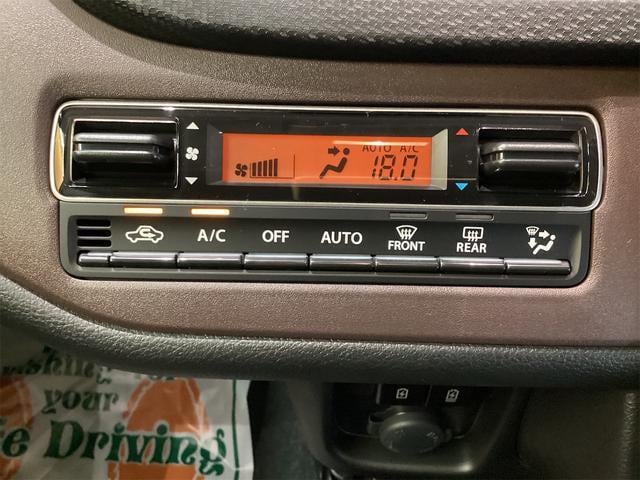 AUTO A/C
18.0
A/C OFF AUTO FRONT REAR
your
Driving